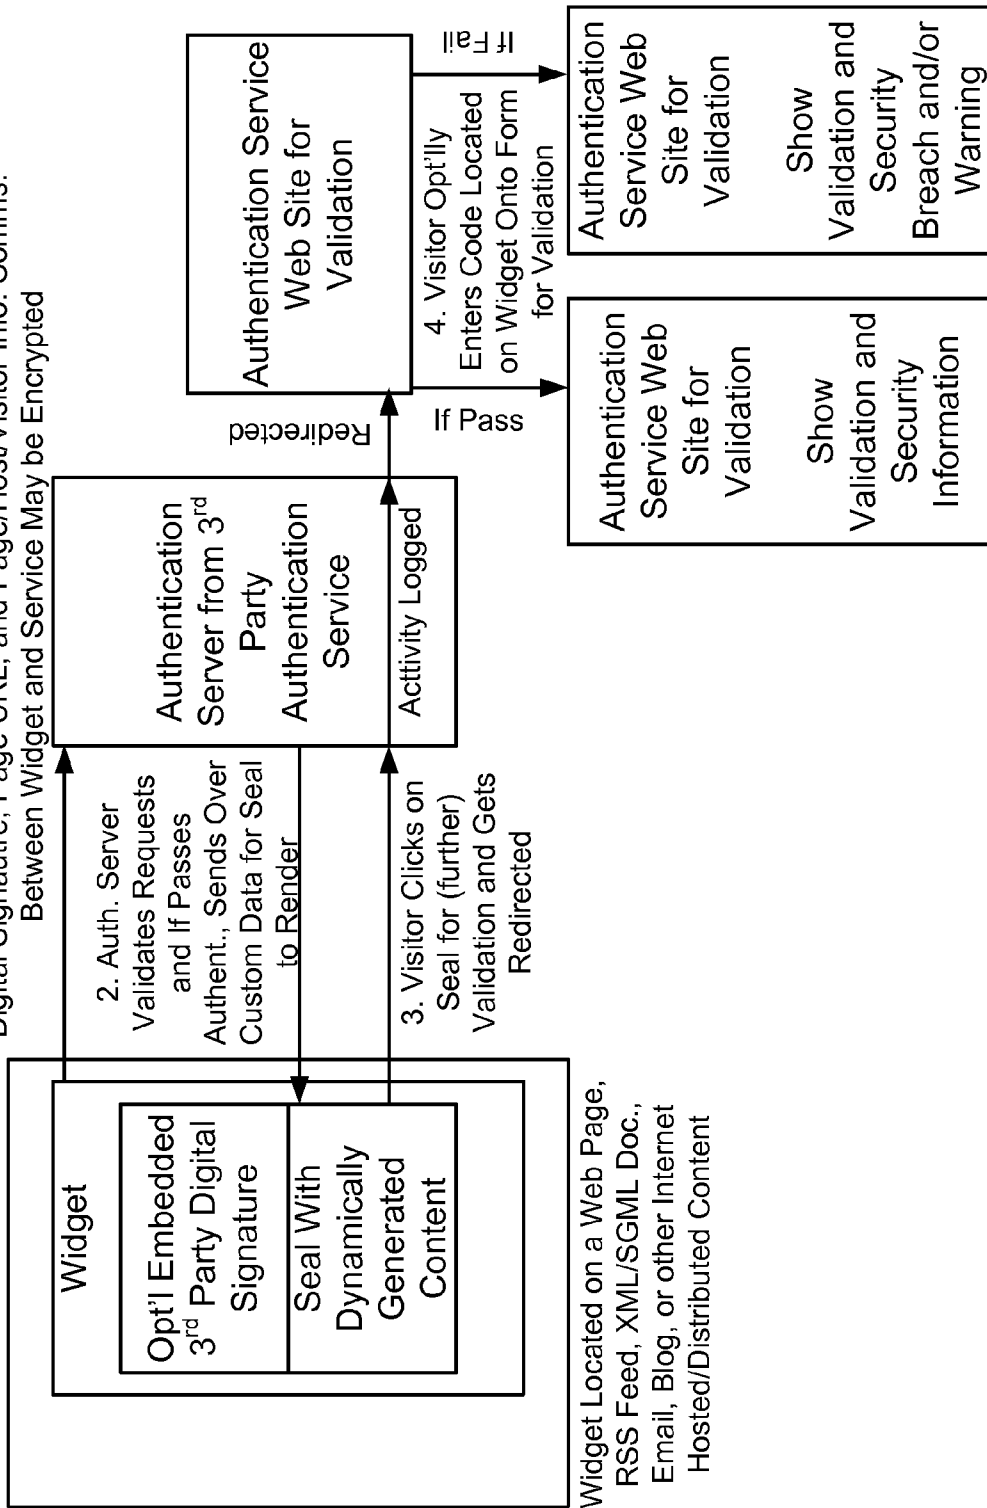 Digital Signautre, Page URL, and Page/Host/Visitor Info. Comms.
Between Widget and Service May be Encrypted
Widget
Opt'l Embedded
3rd Party Digital
Signature
Seal With
Dynamically
Generated
Content
Widget Located on a Web Page,
RSS Feed, XML/SGML Doc.,
Email, Blog, or other Internet
Hosted/Distributed Content
2. Auth. Server
Validates Requests
and If Passes
Authent., Sends Over
Custom Data for Seal
to Render
3. Visitor Clicks on
Seal for (further)
Validation and Gets
Redirected
Authentication
Server from 3rd
Party
Authentication
Service
Acttivity Logged
Redirected
Authentication Service
Web Site for
Validation
4. Visitor Opt'lly
Enters Code Located
on Widget Onto Form
for Validation
If Pass
If Fail
Authentication
Service Web
Site for
Validation
Show
Validation and
Security
Information
Authentication
Service Web
Site for
Validation
Show
Validation and
Security
Breach and/or
Warning